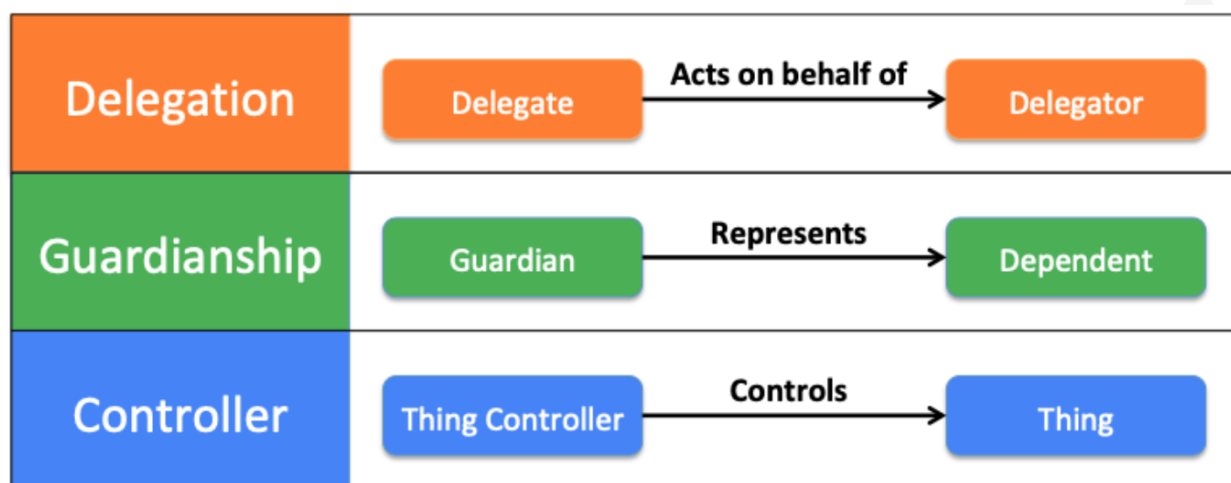 Delegation
Delegate
Acts on behalf of
Delegator
Guardianship
Guardian
Represents
Dependent
Controller
Thing Controller
Controls
Thing